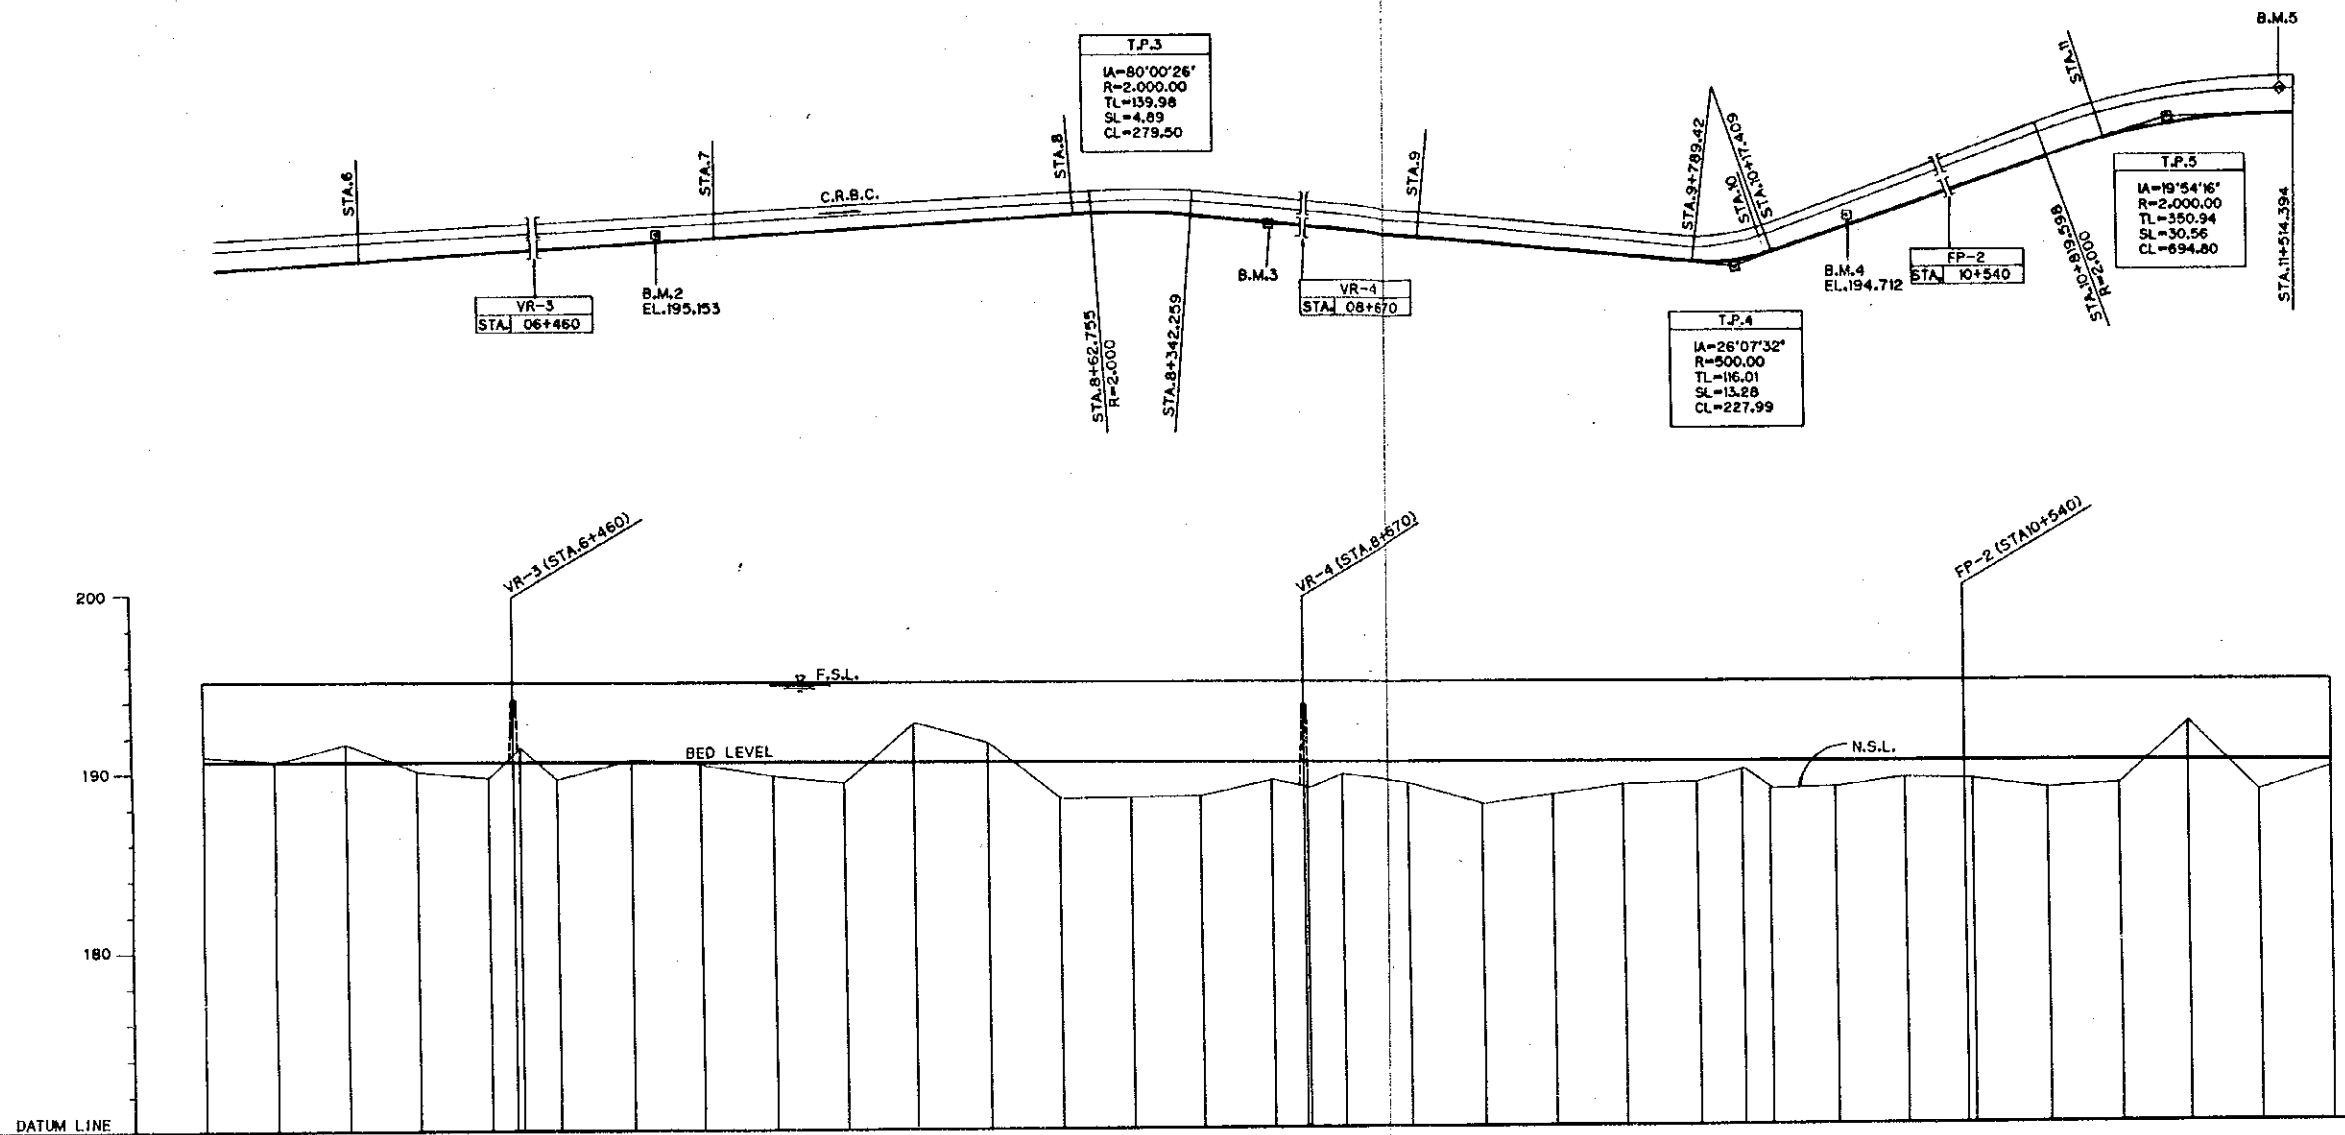 B.M.5
T.P.3
IA=80°00'26"
R=2.000.00
TL=139.98
SL=4.89
CL=279.50
STA.6
STA.7
STA.8
STA.9
STA.9+789.42
STA.10
STA.10+17.409
STA.11
C.R.B.C.
T.P.5
IA=19°54'16"
R=2.000.00
TL=350.94
SL=30.56
CL=694.80
B.M.2
EL.195.153
VR-3
STA. 06+460
B.M.3
VR-4
STA. 08+670
B.M.4
EL.194.712
FP-2
STA. 10+540
STA.8+62.755
R=2.000
STA.8+342.259
STA.10+819.598
R=2.000
STA.11+514.394
T.P.4
IA=26°07'32"
R=500.00
TL=116.01
SL=13.28
CL=227.99
VR-3 (STA.6+460)
VR-4 (STA.8+670)
FP-2 (STA10+540)
200
F.S.L.
BED LEVEL
N.S.L.
190
180
DATUM LINE